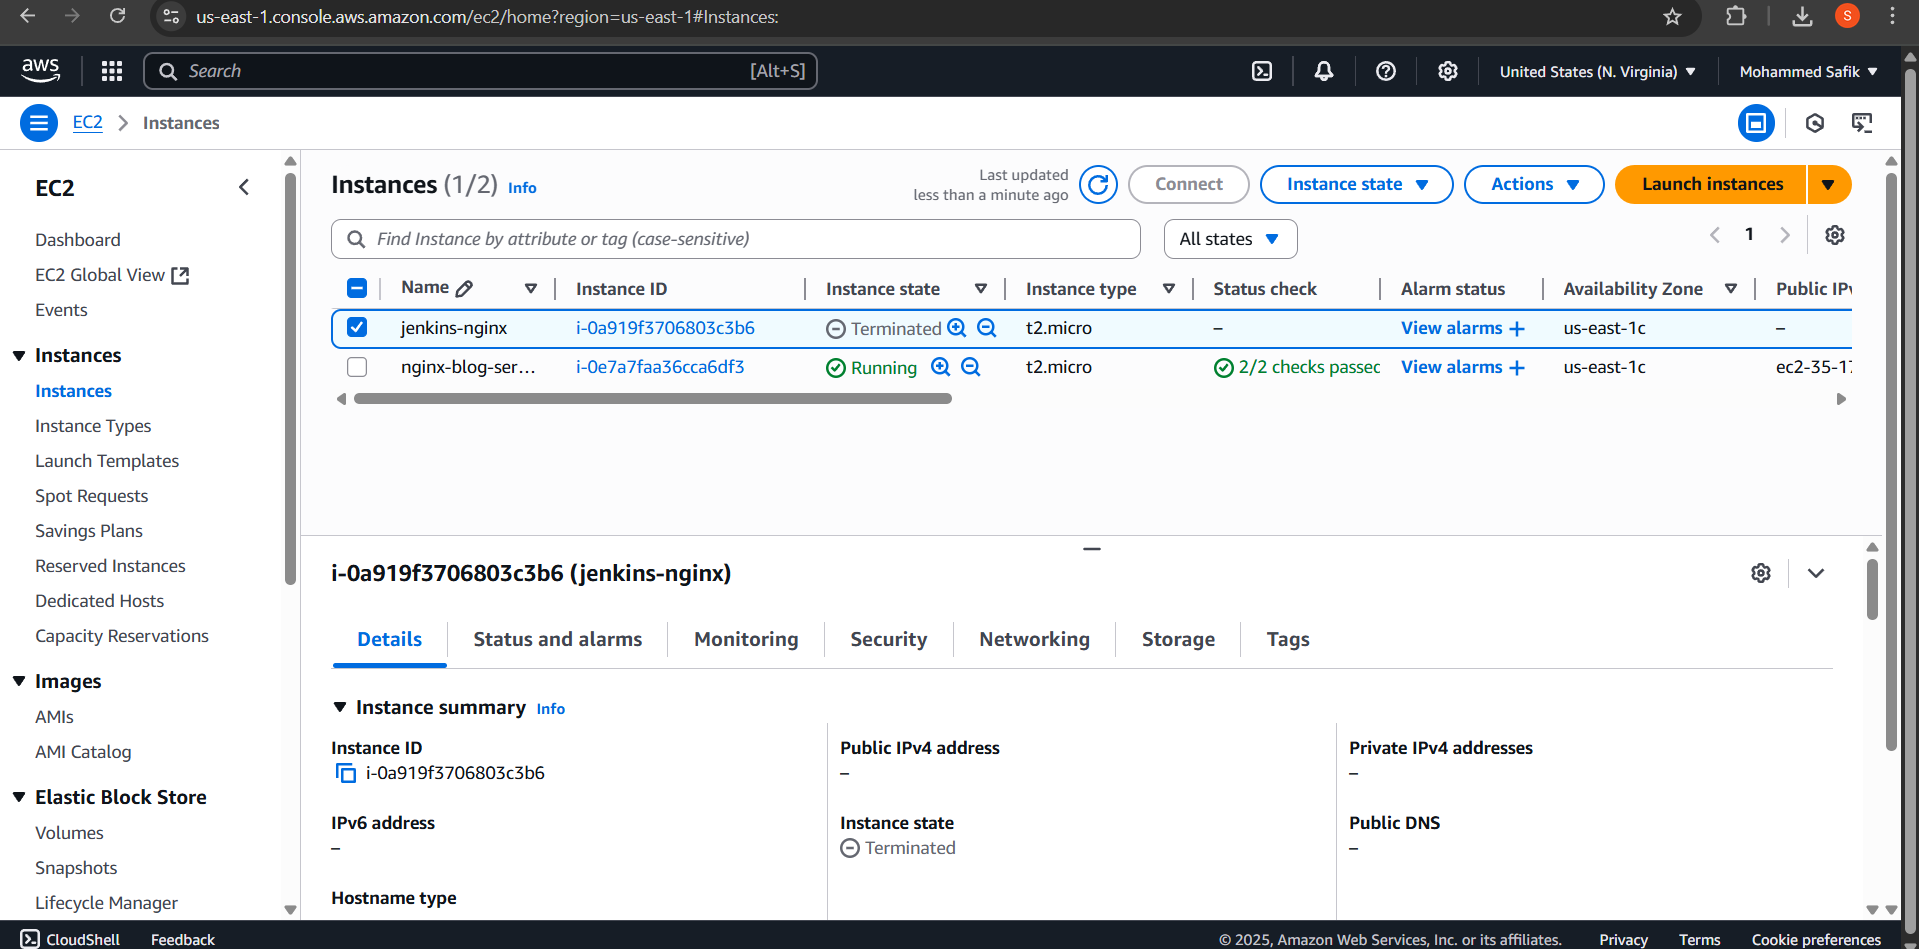 us-east-1.console.aws.amazon.com/ec2/home?region=us-east-1#Instances:
S
aws
Search
[Alt+S]
United States (N. Virginia)
Mohammed Safik
EC2
Instances
EC2
Dashboard
EC2 Global View
Events
Instances
Instances
Instance Types
Launch Templates
Spot Requests
Savings Plans
Reserved Instances
Dedicated Hosts
Capacity Reservations
Images
AMIs
AMI Catalog
Elastic Block Store
Volumes
Snapshots
Lifecycle Manager
Instances (1/2) Info
Last updated
less than a minute ago
Connect
Instance state
Actions
Launch instances
Find Instance by attribute or tag (case-sensitive)
All states
1
Name Instance ID Instance state Instance type Status check Alarm status Availability Zone Public IPv
jenkins-nginx i-0a919f3706803c3b6 Terminated t2.micro – View alarms + us-east-1c –
nginx-blog-ser... i-0e7a7faa36cca6df3 Running t2.micro 2/2 checks passed View alarms + us-east-1c ec2-35-17
i-0a919f3706803c3b6 (jenkins-nginx)
Details Status and alarms Monitoring Security Networking Storage Tags
Instance summary Info
Instance ID
i-0a919f3706803c3b6
Public IPv4 address
–
Private IPv4 addresses
–
IPv6 address
–
Instance state
Terminated
Public DNS
–
Hostname type
CloudShell Feedback
© 2025, Amazon Web Services, Inc. or its affiliates. Privacy Terms Cookie preferences